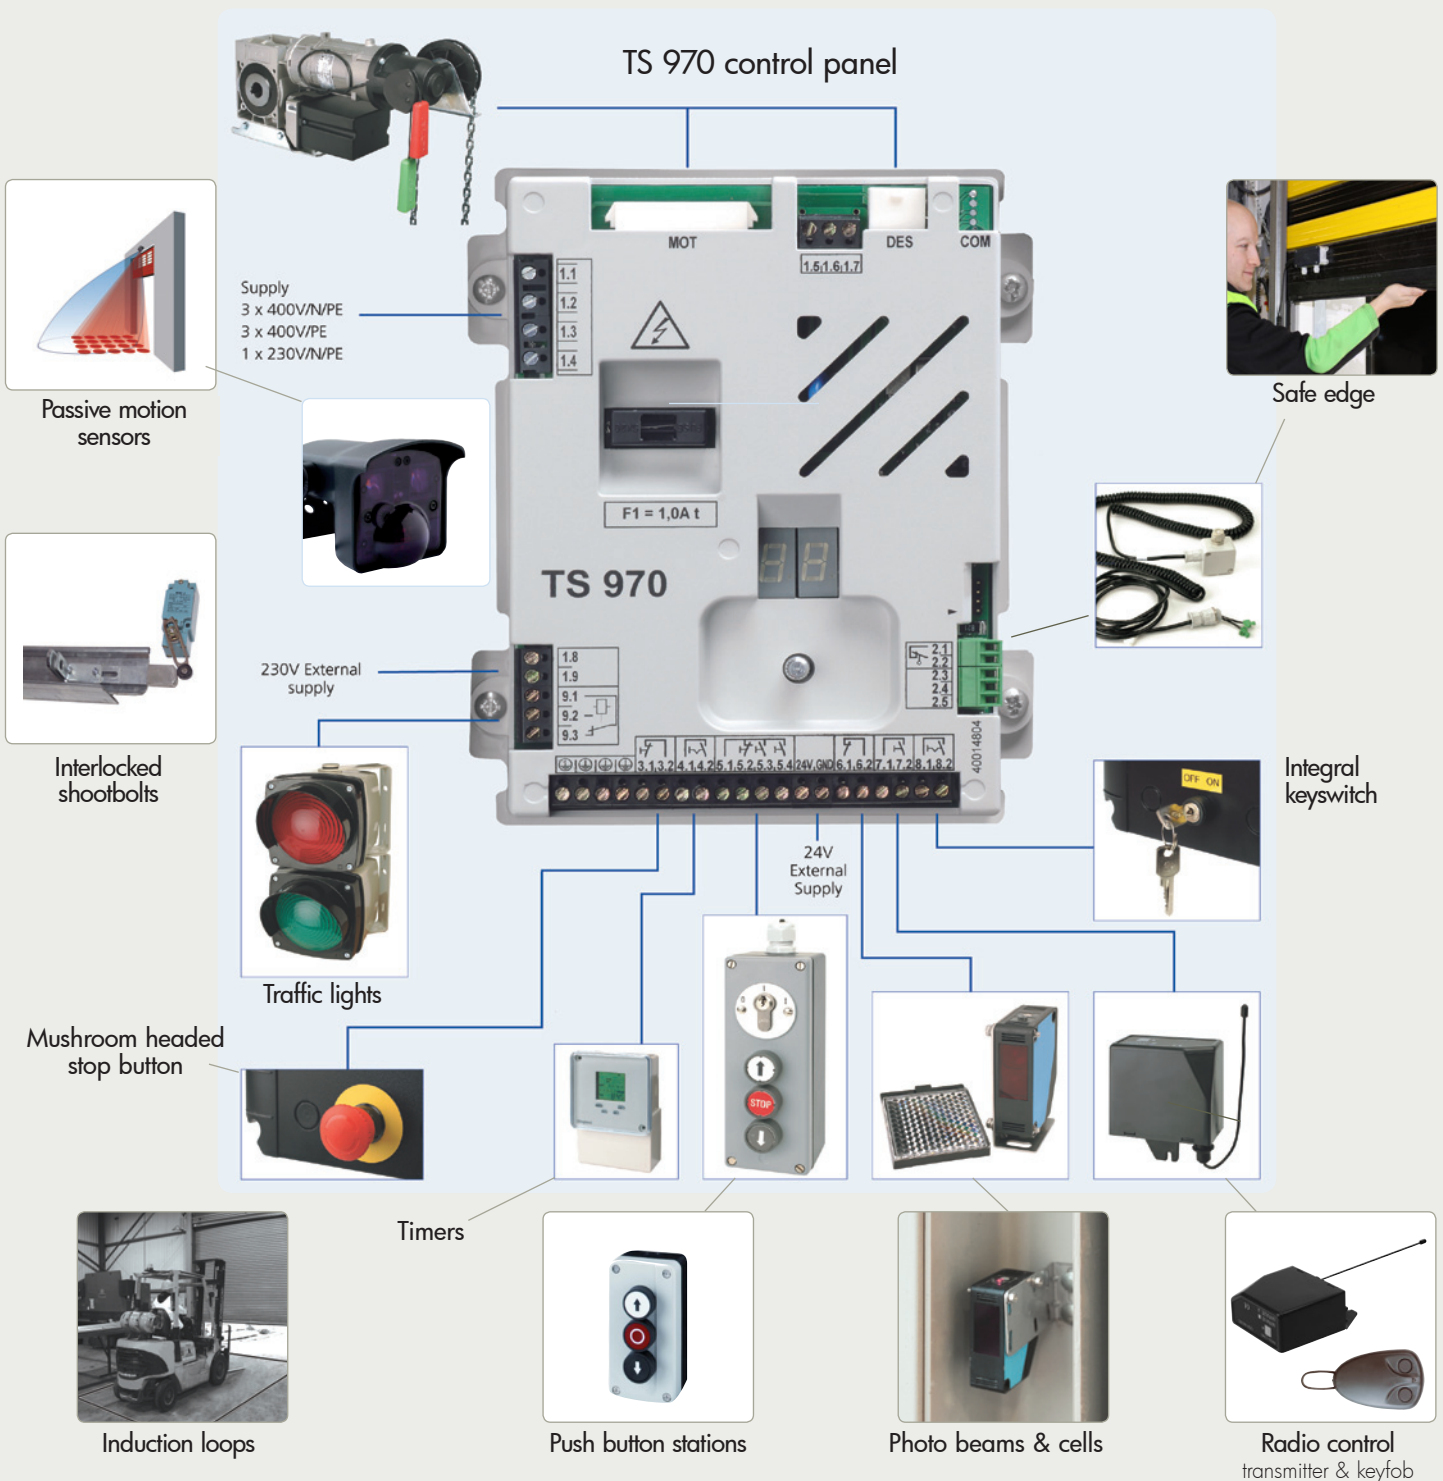 TS 970 control panel
MOT
DES
COM
1.5 1.6 1.7
1.1
1.2
1.3
1.4
Supply
3 x 400V/N/PE
3 x 400V/PE
1 x 230V/N/PE
Passive motion
sensors
Safe edge
F1 = 1,0A t
TS 970
2.1
2.2
2.3
2.4
2.5
1.8
1.9
9.1
9.2
9.3
230V External
supply
40014804
3.1 3.2 4.1 4.2 5.1 5.2 5.3 5.4 24V GND 6.1 6.2 7.1 7.2 8.1 8.2
Interlocked
shootbolts
OFF ON
Integral
keyswitch
24V
External
Supply
Traffic lights
Mushroom headed
stop button
STOP
Timers
Induction loops
Push button stations
Photo beams & cells
Radio control
transmitter & keyfob